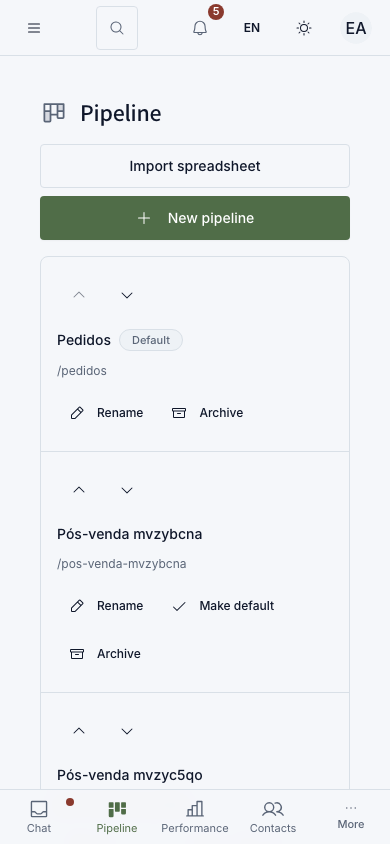 5
EN
EA
Pipeline
Import spreadsheet
New pipeline
Pedidos Default
/pedidos
Rename Archive
Pós-venda mvzybcna
/pos-venda-mvzybcna
Rename Make default
Archive
Pós-venda mvzyc5qo
Chat Pipeline Performance Contacts More